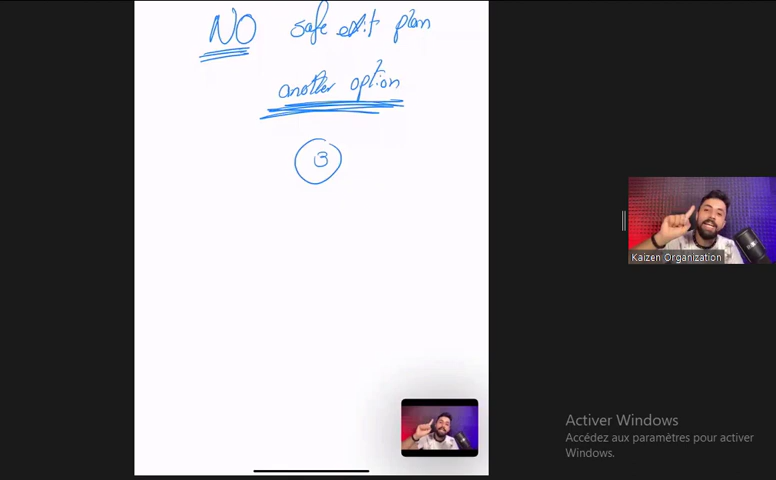 NO safe exit plan
another option
3
Kaizen Organization
Activer Windows
Accédez aux paramètres pour activer
Windows.